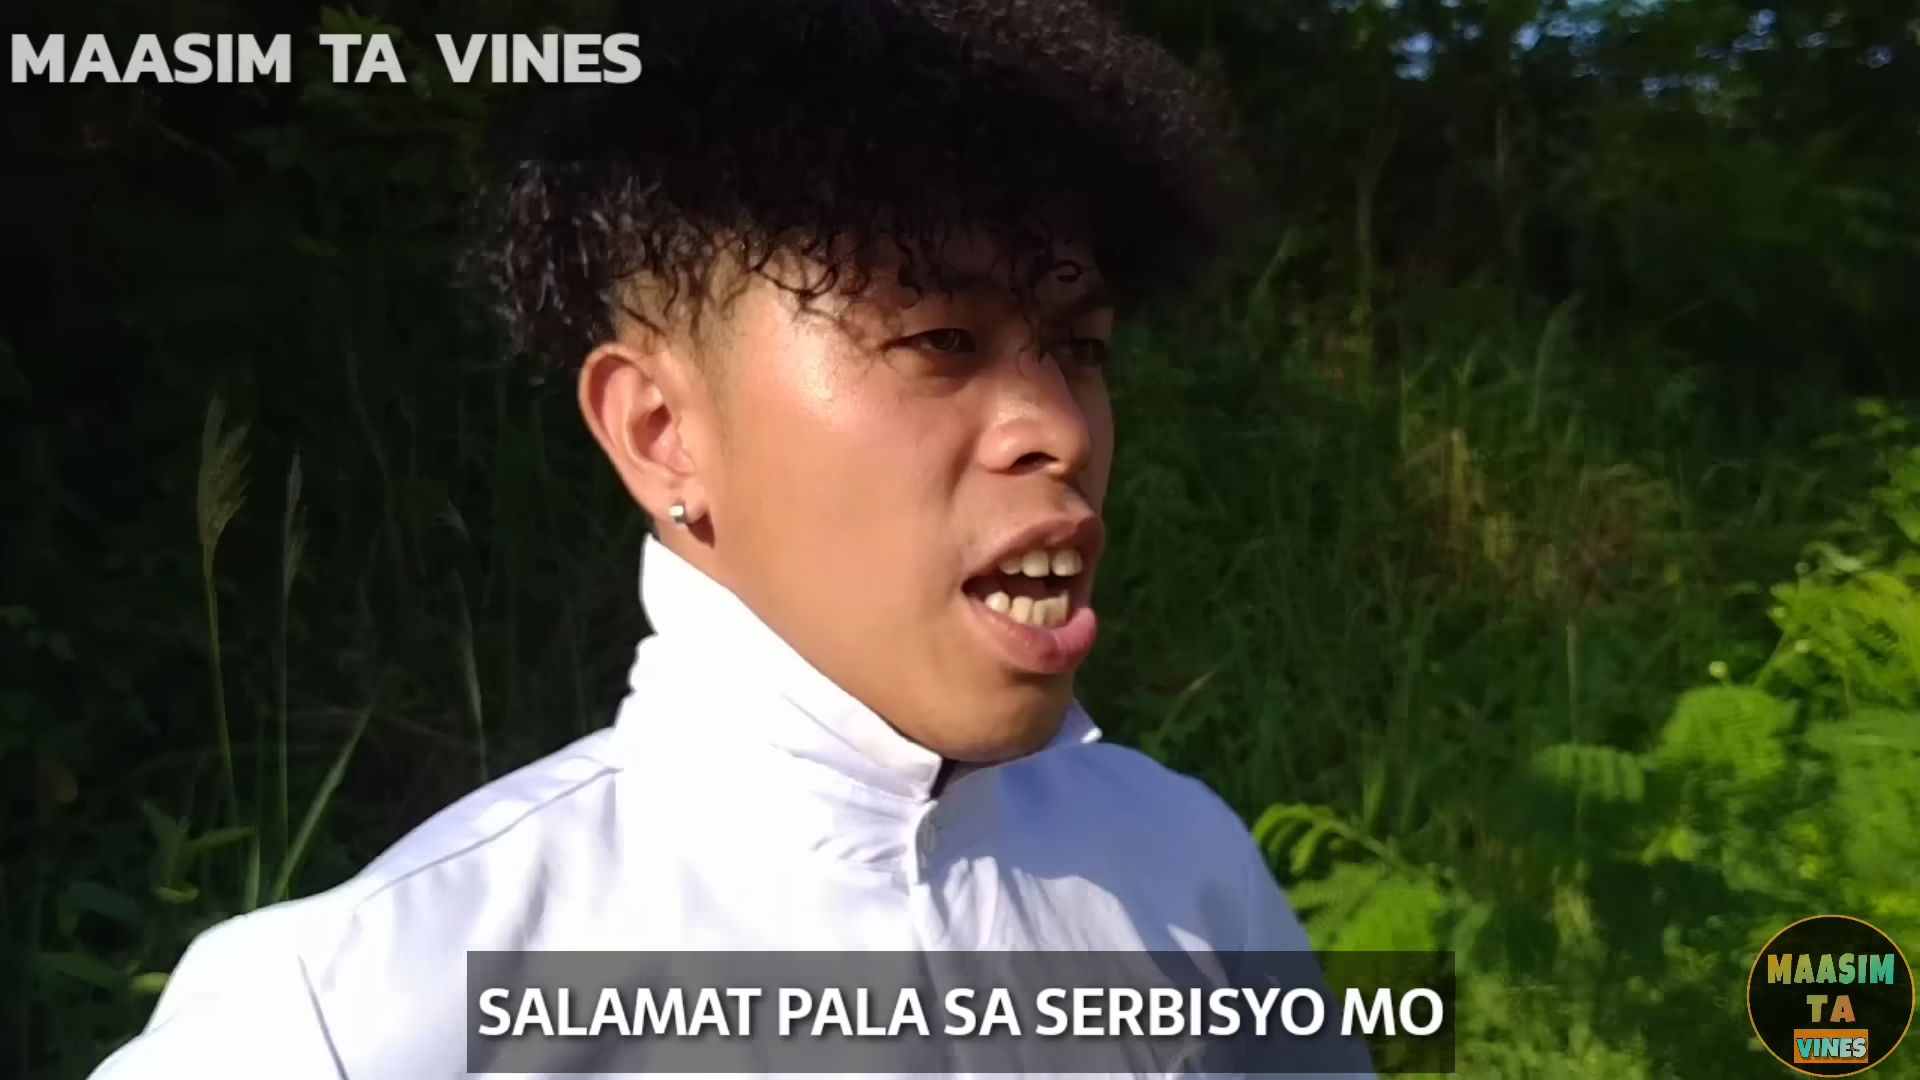 MAASIM TA VINES
SALAMAT PALA SA SERBISYO MO
MAASIM
TA
VINES